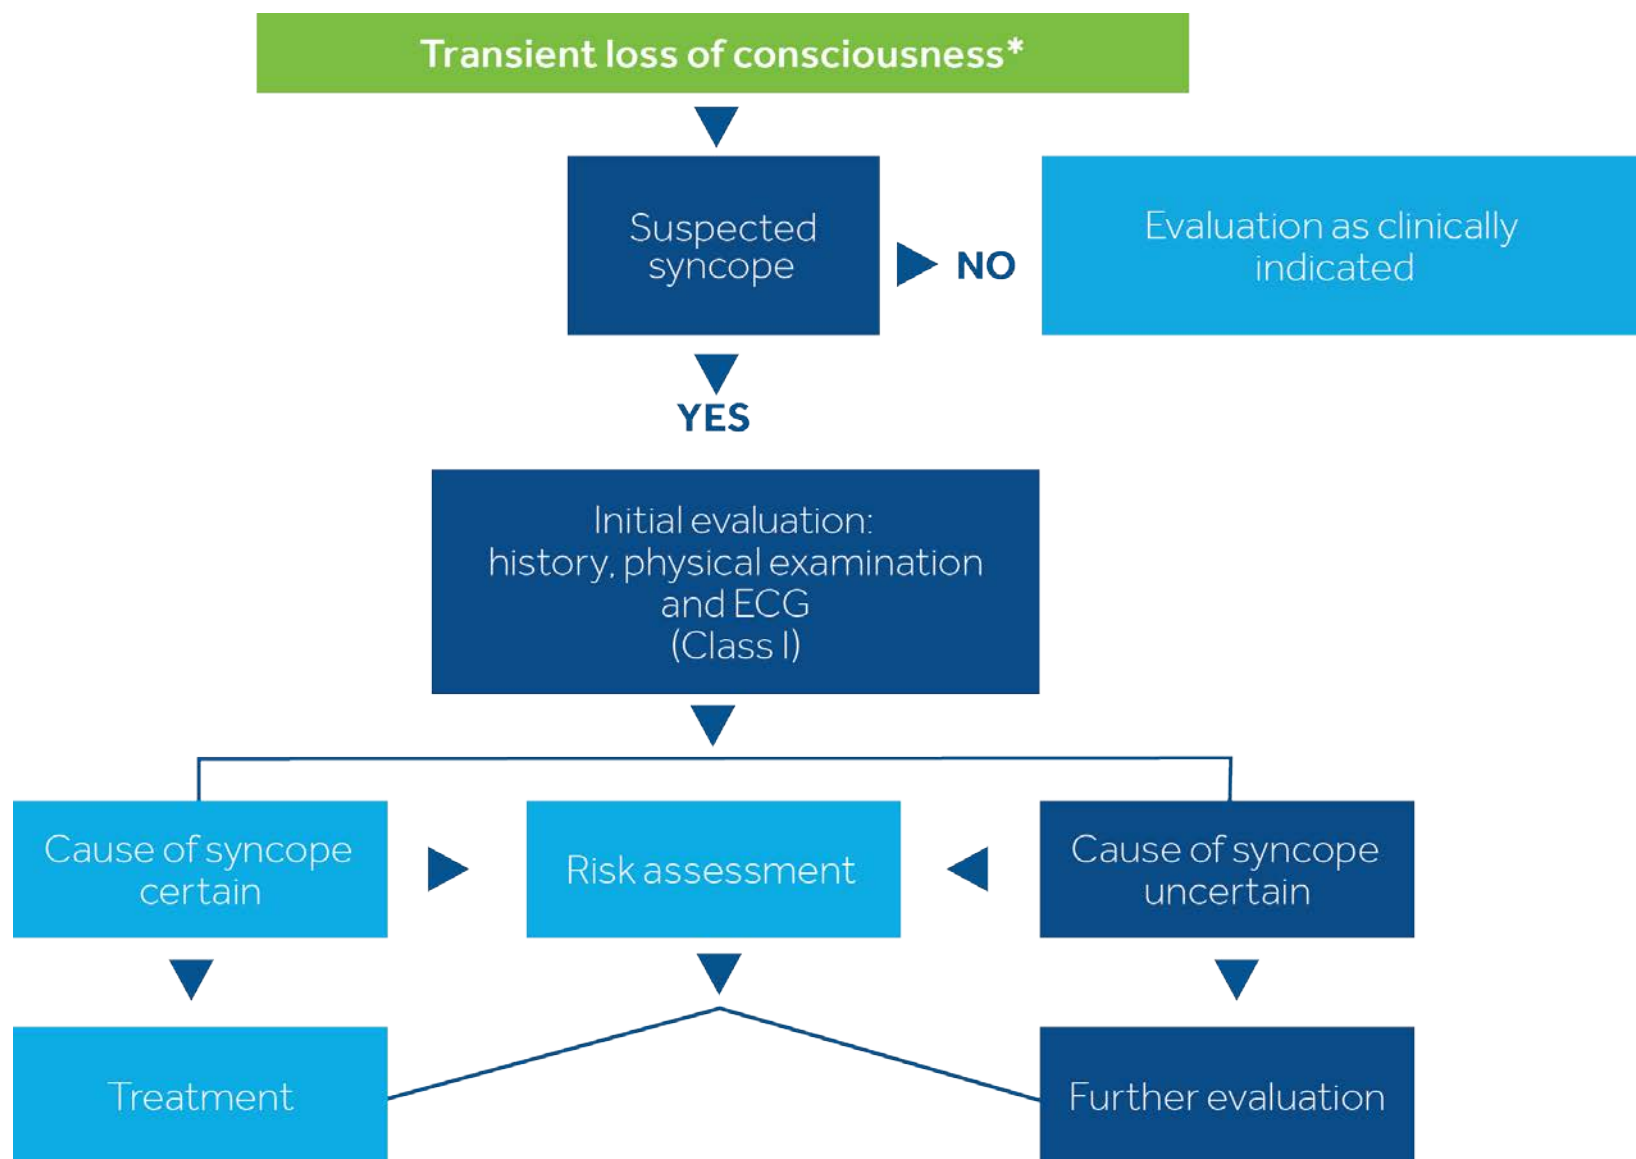 Transient loss of consciousness*
Suspected
syncope
NO
Evaluation as clinically
indicated
YES
Initial evaluation:
history, physical examination
and ECG
(Class I)
Cause of syncope
certain
Risk assessment
Cause of syncope
uncertain
Treatment
Further evaluation